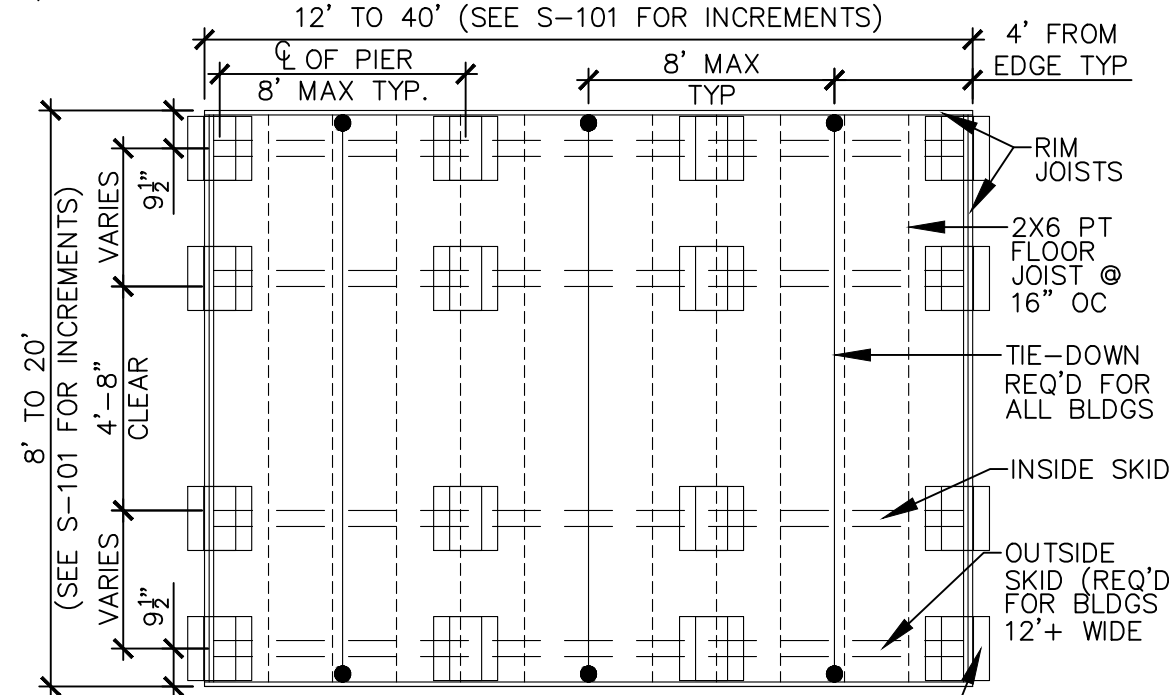 12' TO 40' (SEE S-101 FOR INCREMENTS)
℄ OF PIER
8' MAX TYP.
8' MAX
TYP
4' FROM
EDGE TYP
RIM
JOISTS
2X6 PT
FLOOR
JOIST @
16" OC
TIE-DOWN
REQ'D FOR
ALL BLDGS
INSIDE SKID
OUTSIDE
SKID (REQ'D
FOR BLDGS
12'+ WIDE
8' TO 20'
(SEE S-101 FOR INCREMENTS)
VARIES
9½"
4'-8"
CLEAR
VARIES
9½"